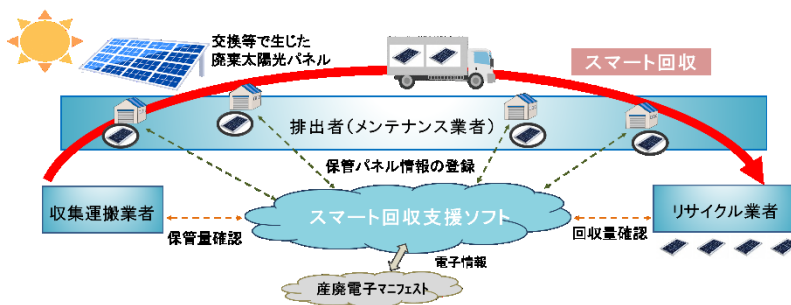 交換等で生じた
廃棄太陽光パネル
スマート回収
排出者(メンテナンス業者)
保管パネル情報の登録
収集運搬業者
スマート回収支援ソフト
リサイクル業者
保管量確認
回収量確認
電子情報
産廃電子マニフェスト